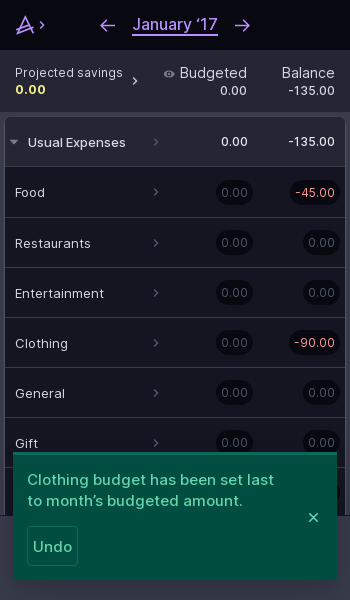 January ‘17
Projected savings
0.00
Budgeted
0.00
Balance
-135.00
Usual Expenses 0.00 -135.00
Food 0.00 -45.00
Restaurants 0.00 0.00
Entertainment 0.00 0.00
Clothing 0.00 -90.00
General 0.00 0.00
Gift 0.00 0.00
Clothing budget has been set last
to month’s budgeted amount.
Undo